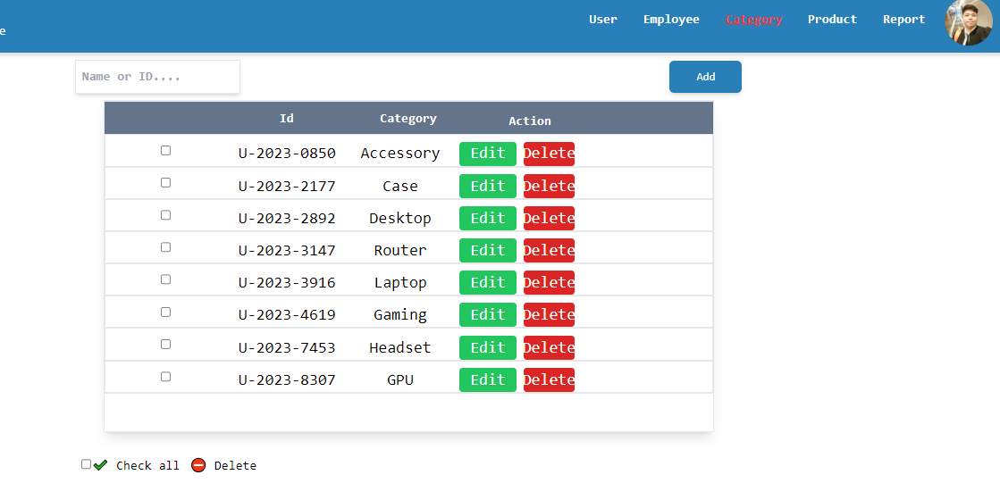 User Employee Category Product Report
e
Name or ID....
Add
Id Category Action
U-2023-0850 Accessory Edit Delete
U-2023-2177 Case Edit Delete
U-2023-2892 Desktop Edit Delete
U-2023-3147 Router Edit Delete
U-2023-3916 Laptop Edit Delete
U-2023-4619 Gaming Edit Delete
U-2023-7453 Headset Edit Delete
U-2023-8307 GPU Edit Delete
Check all Delete